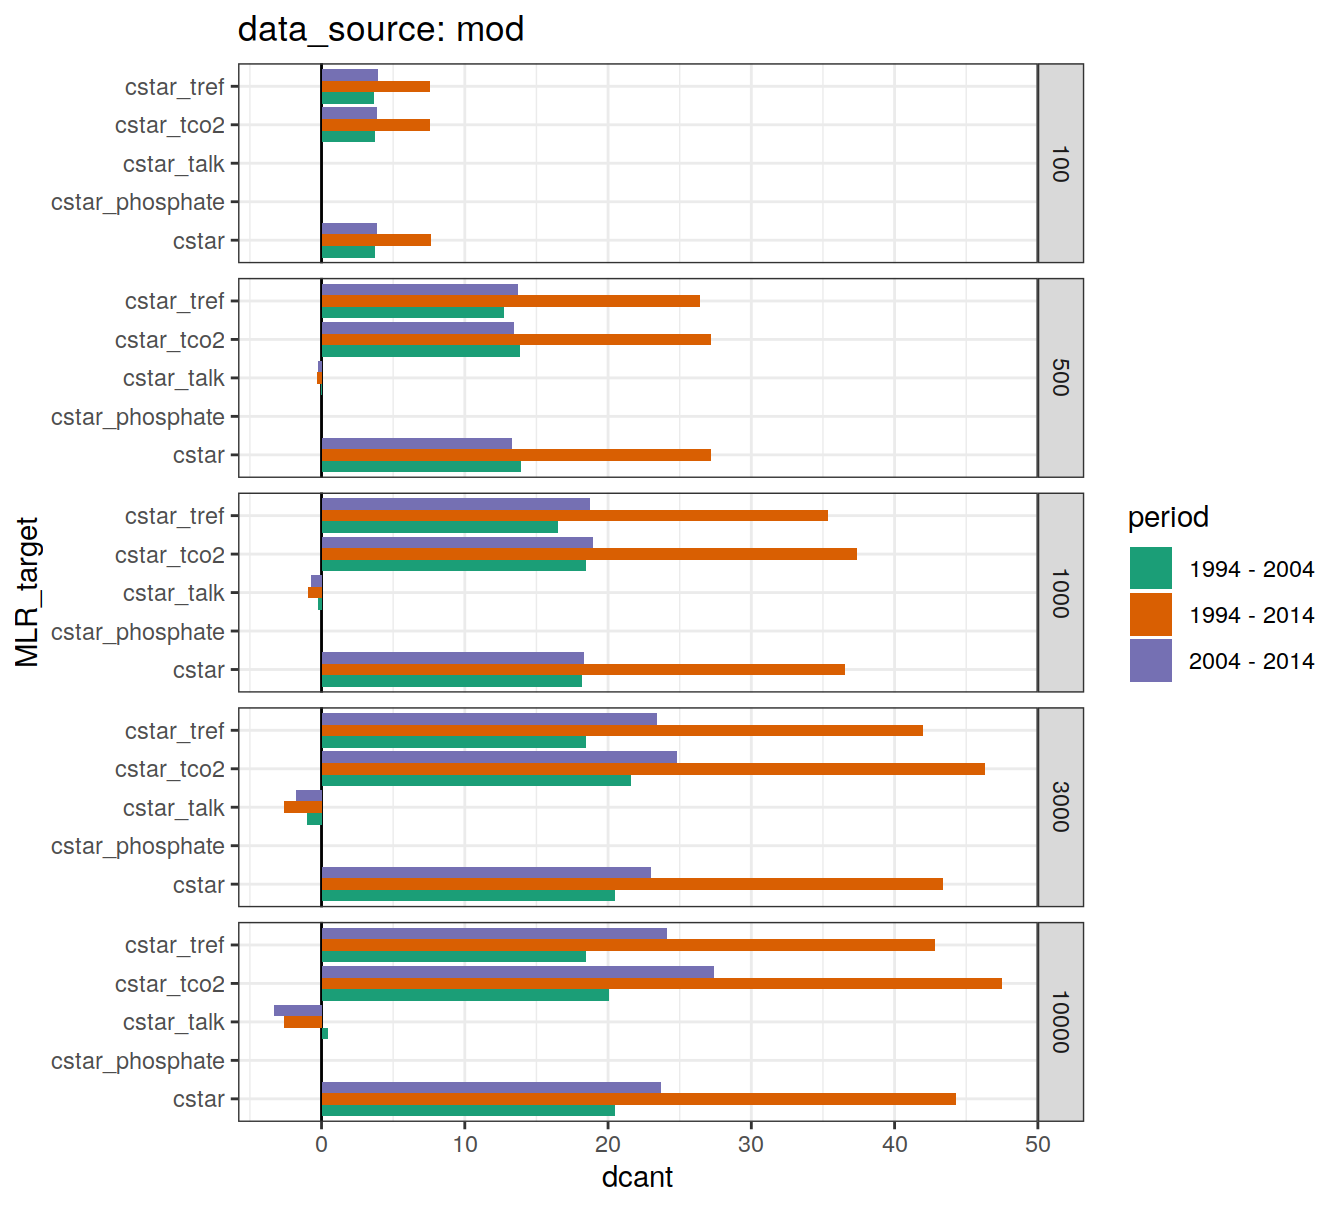 data_source: mod
cstar_tref
cstar_tco2
cstar_talk
cstar_phosphate
cstar
100
cstar_tref
cstar_tco2
cstar_talk
cstar_phosphate
cstar
500
cstar_tref
cstar_tco2
cstar_talk
cstar_phosphate
cstar
1000
cstar_tref
cstar_tco2
cstar_talk
cstar_phosphate
cstar
3000
cstar_tref
cstar_tco2
cstar_talk
cstar_phosphate
cstar
10000
MLR_target
0 10 20 30 40 50
dcant
period
1994 - 2004
1994 - 2014
2004 - 2014